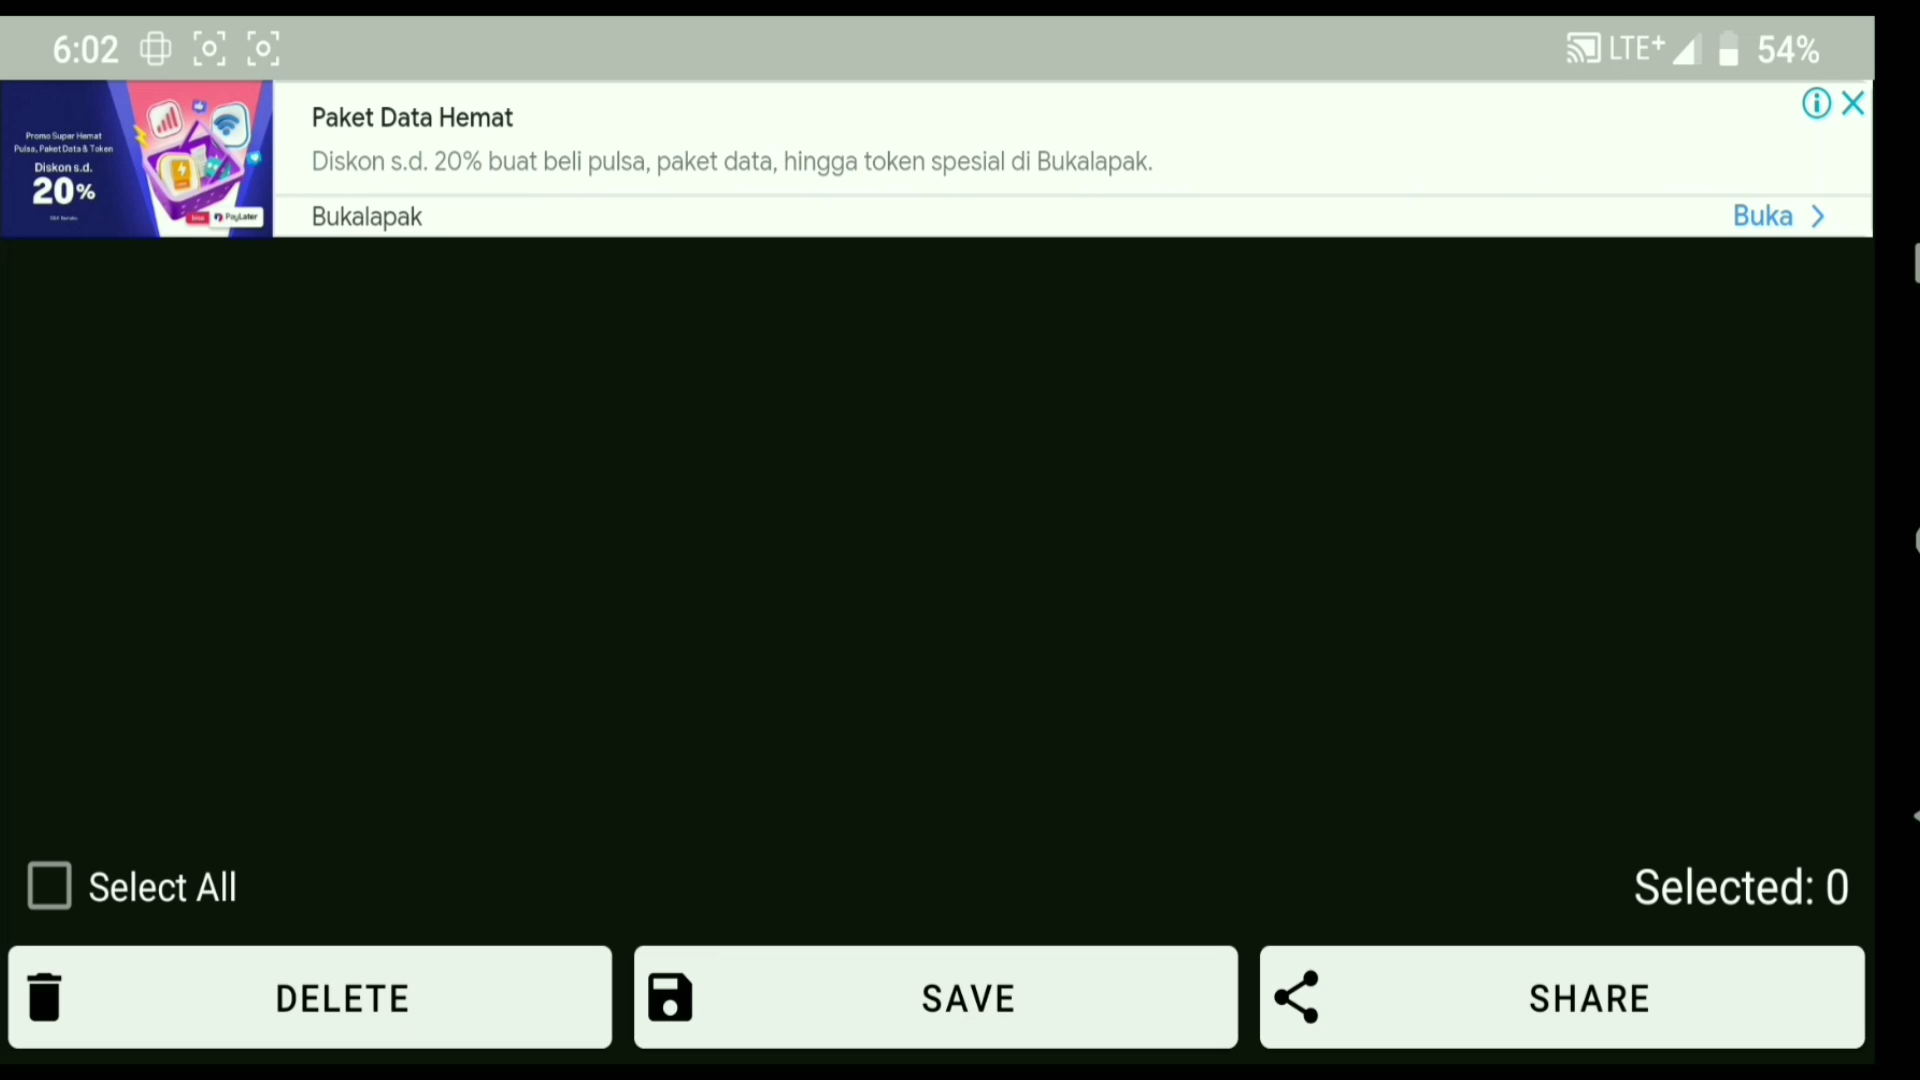 6:02
LTE+
54%
Promo Super Hemat
Pulsa, Paket Data & Token
Diskon s.d.
20%
bisa PayLater
Paket Data Hemat
Diskon s.d. 20% buat beli pulsa, paket data, hingga token spesial di Bukalapak.
Bukalapak
Buka
Select All
Selected: 0
DELETE
SAVE
SHARE